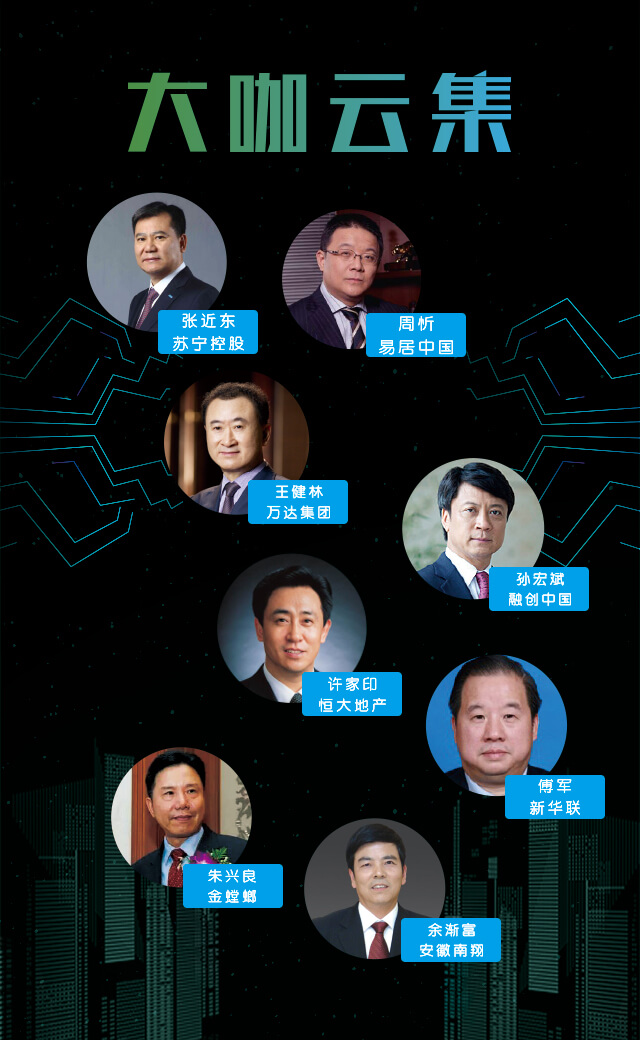 大咖云集
张近东
苏宁控股
周忻
易居中国
王健林
万达集团
孙宏斌
融创中国
许家印
恒大地产
傅军
新华联
朱兴良
金螳螂
余渐富
安徽南翔